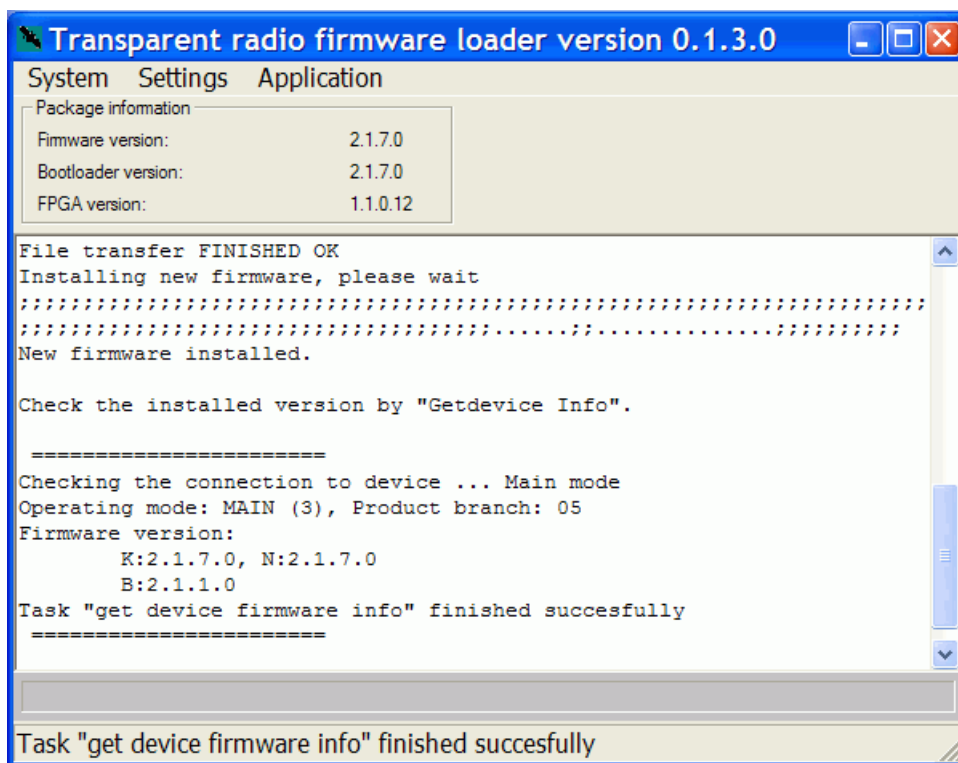 Transparent radio firmware loader version 0.1.3.0
System Settings Application
Package information
Firmware version: 2.1.7.0
Bootloader version: 2.1.7.0
FPGA version: 1.1.0.12
File transfer FINISHED OK
Installing new firmware, please wait
;;;;;;;;;;;;;;;;;;;;;;;;;;;;;;;;;;;;;;;;;;;;;;;;;;;;;;;;;;;;;;;;;;;;;;;
;;;;;;;;;;;;;;;;;;;;;;;;;;;;;;;;;;;;;......;;..............;;;;;;;;;;
New firmware installed.
Check the installed version by "Getdevice Info".
=======================
Checking the connection to device ... Main mode
Operating mode: MAIN (3), Product branch: 05
Firmware version:
K:2.1.7.0, N:2.1.7.0
B:2.1.1.0
Task "get device firmware info" finished succesfully
=======================
Task "get device firmware info" finished succesfully